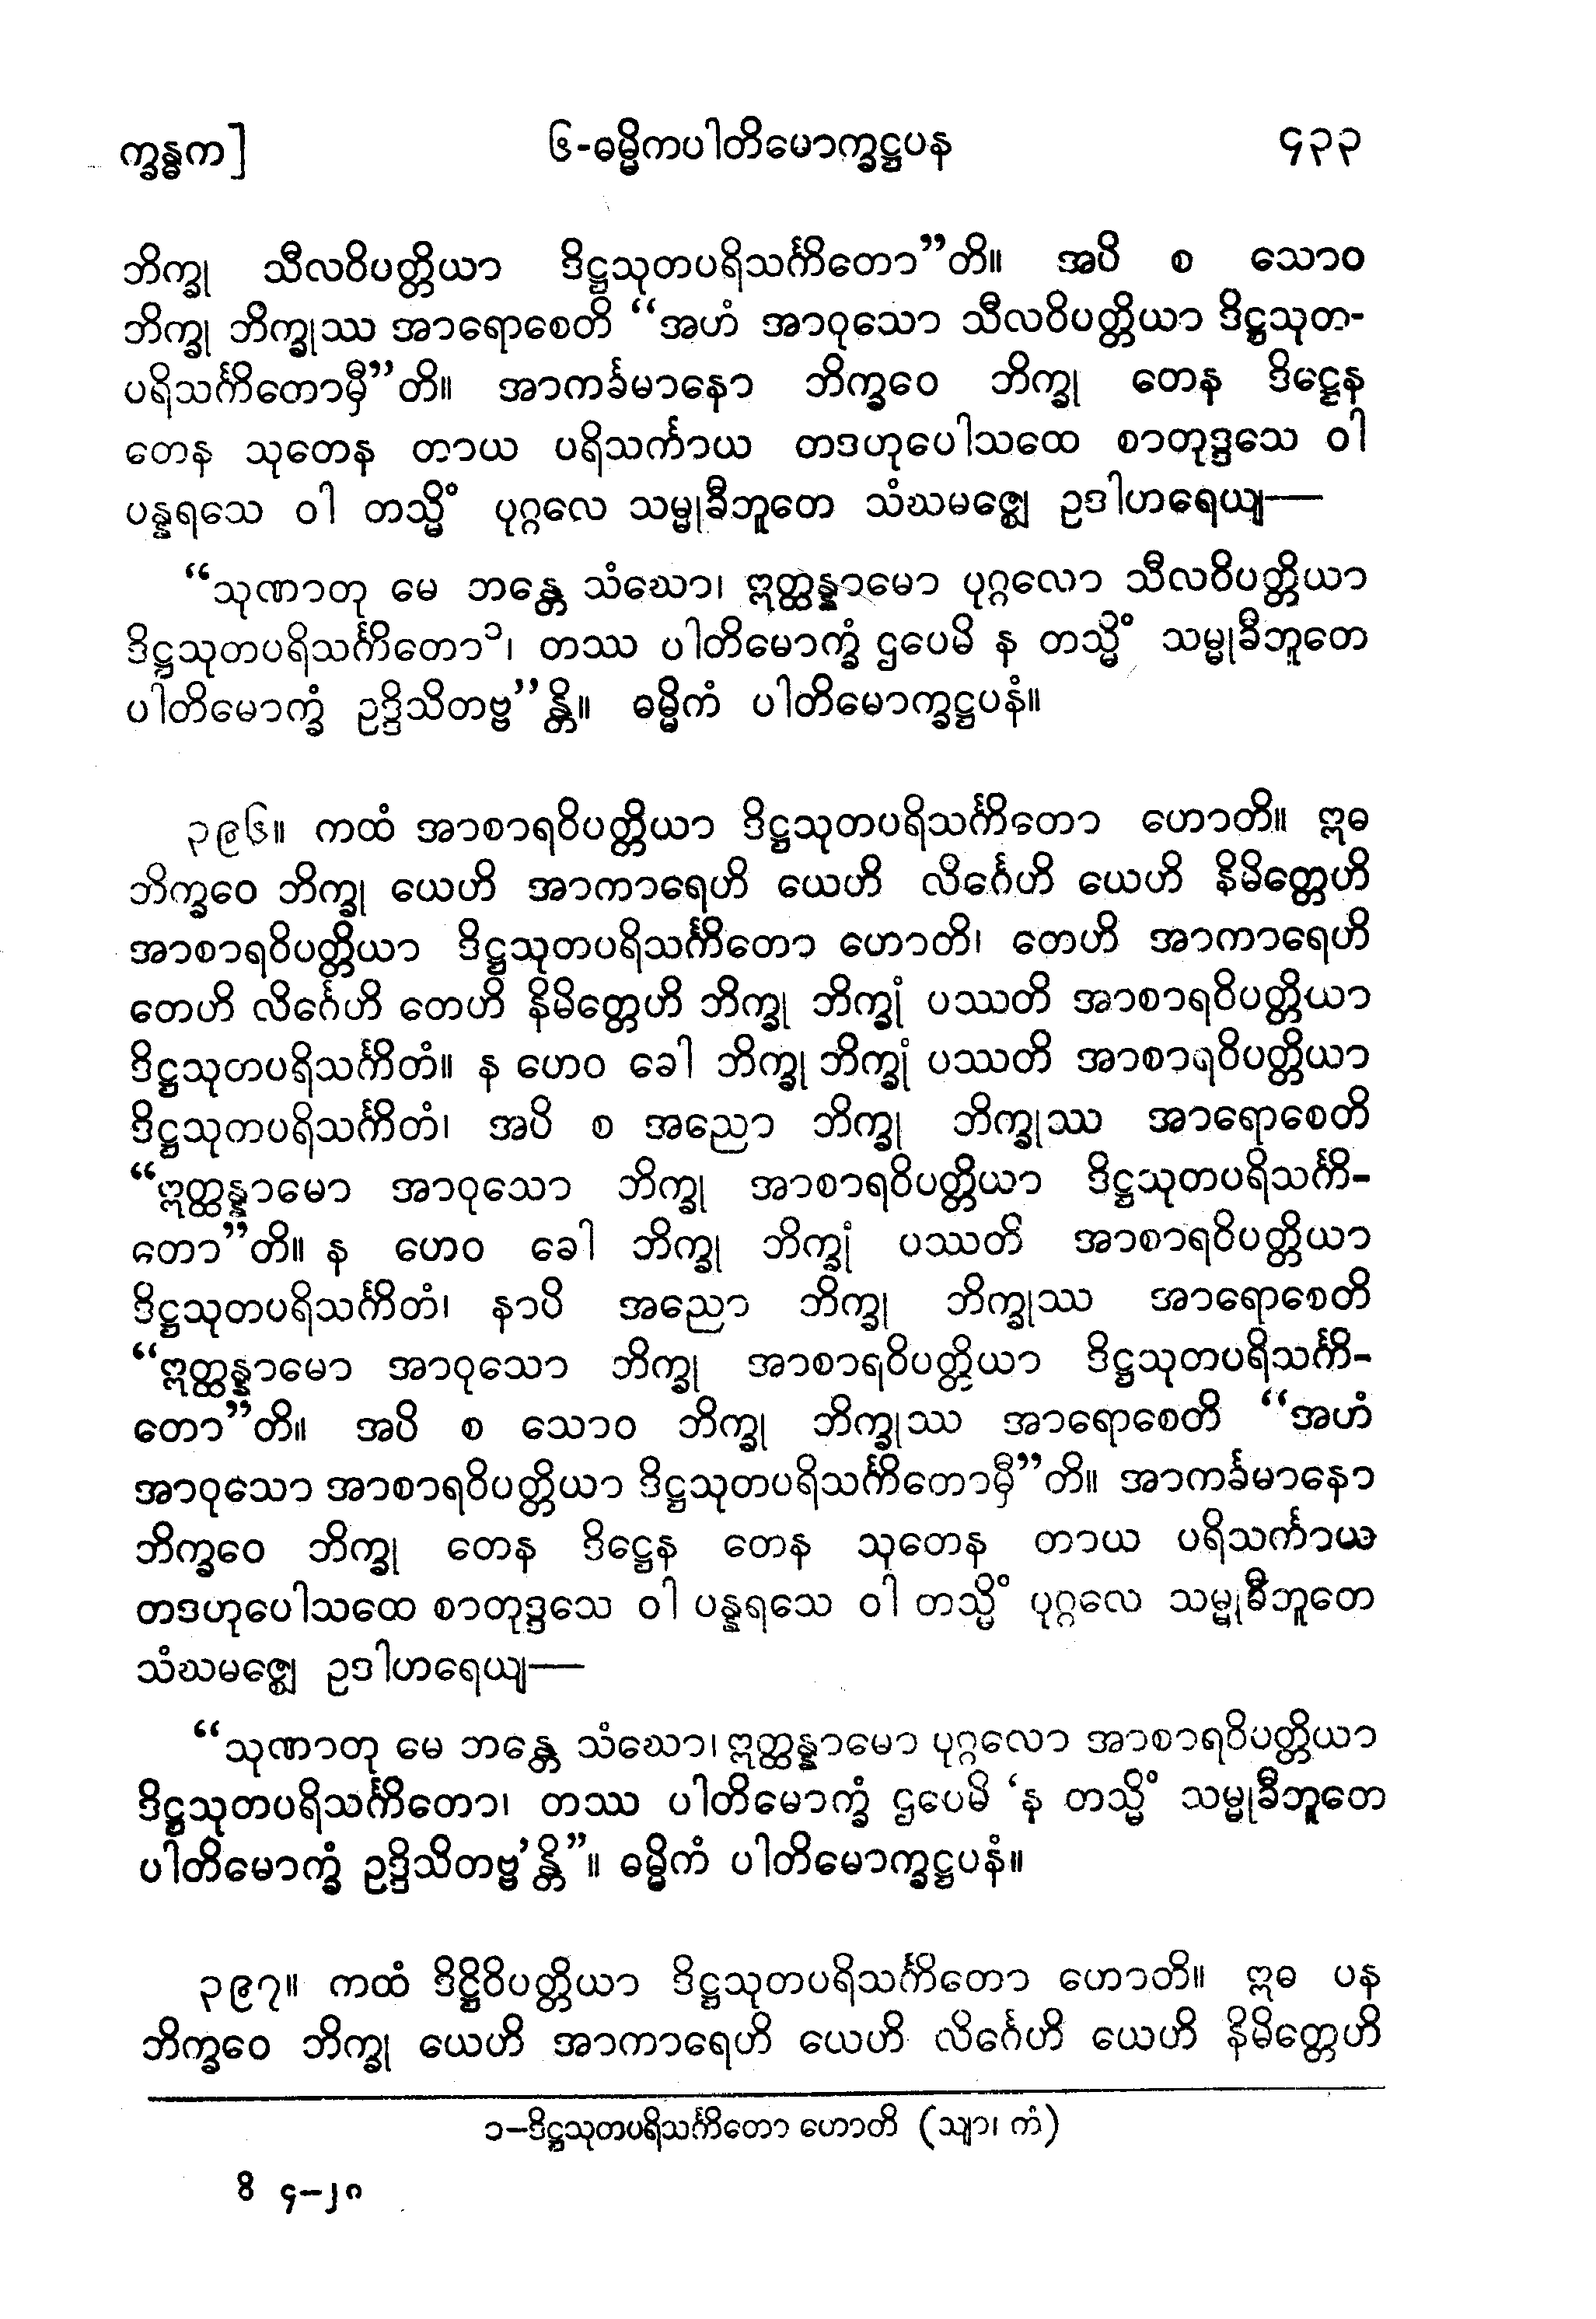 က္ခန္ဓက]
၆-ဓမ္မိကပါတိမောက္ခဋ္ဌပန
၄၃၃
ဘိက္ခု သီလဝိပတ္တိယာ ဒိဋ္ဌသုတပရိသင်္ကိတော”တိ။ အပိ စ သောဝ
ဘိက္ခု ဘိက္ခုဿ အာရောစေတိ “အဟံ အာဝုသော သီလဝိပတ္တိယာ ဒိဋ္ဌသုတ-
ပရိသင်္ကိတောမှီ”တိ။ အာကင်္ခမာနော ဘိက္ခဝေ ဘိက္ခု တေန ဒိဋ္ဌေန
တေန သုတေန တာယ ပရိသင်္ကာယ တဒဟုပေါသထေ စာတုဒ္ဒသေ ဝါ
ပန္နရသေ ဝါ တသ္မိံ ပုဂ္ဂလေ သမ္မုခီဘူတေ သံဃမဇ္ဈေ ဥဒါဟရေယျ—
“သုဏာတု မေ ဘန္တေ သံဃော၊ ဣတ္ထန္နာမော ပုဂ္ဂလော သီလဝိပတ္တိယာ
ဒိဋ္ဌသုတပရိသင်္ကိတော၁၊ တဿ ပါတိမောက္ခံ ဌပေမိ န တသ္မိံ သမ္မုခီဘူတေ
ပါတိမောက္ခံ ဥဒ္ဒိသိတဗ္ဗ”န္တိ။ ဓမ္မိကံ ပါတိမောက္ခဋ္ဌပနံ။
၃၉၆။ ကထံ အာစာရဝိပတ္တိယာ ဒိဋ္ဌသုတပရိသင်္ကိတော ဟောတိ။ ဣဓ
ဘိက္ခဝေ ဘိက္ခု ယေဟိ အာကာရေဟိ ယေဟိ လိင်္ဂေဟိ ယေဟိ နိမိတ္တေဟိ
အာစာရဝိပတ္တိယာ ဒိဋ္ဌသုတပရိသင်္ကိတော ဟောတိ၊ တေဟိ အာကာရေဟိ
တေဟိ လိင်္ဂေဟိ တေဟိ နိမိတ္တေဟိ ဘိက္ခု ဘိက္ခုံ ပဿတိ အာစာရဝိပတ္တိယာ
ဒိဋ္ဌသုတပရိသင်္ကိတံ။ န ဟေဝ ခေါ ဘိက္ခု ဘိက္ခုံ ပဿတိ အာစာရဝိပတ္တိယာ
ဒိဋ္ဌသုတပရိသင်္ကိတံ၊ အပိ စ အညော ဘိက္ခု ဘိက္ခုဿ အာရောစေတိ
“ဣတ္ထန္နာမော အာဝုသော ဘိက္ခု အာစာရဝိပတ္တိယာ ဒိဋ္ဌသုတပရိသင်္ကိ-
တော”တိ။ န ဟေဝ ခေါ ဘိက္ခု ဘိက္ခုံ ပဿတိ အာစာရဝိပတ္တိယာ
ဒိဋ္ဌသုတပရိသင်္ကိတံ၊ နာပိ အညော ဘိက္ခု ဘိက္ခုဿ အာရောစေတိ
“ဣတ္ထန္နာမော အာဝုသော ဘိက္ခု အာစာရဝိပတ္တိယာ ဒိဋ္ဌသုတပရိသင်္ကိ-
တော”တိ။ အပိ စ သောဝ ဘိက္ခု ဘိက္ခုဿ အာရောစေတိ “အဟံ
အာဝုသော အာစာရဝိပတ္တိယာ ဒိဋ္ဌသုတပရိသင်္ကိတောမှီ”တိ။ အာကင်္ခမာနော
ဘိက္ခဝေ ဘိက္ခု တေန ဒိဋ္ဌေန တေန သုတေန တာယ ပရိသင်္ကာယ
တဒဟုပေါသထေ စာတုဒ္ဒသေ ဝါ ပန္နရသေ ဝါ တသ္မိံ ပုဂ္ဂလေ သမ္မုခီဘူတေ
သံဃမဇ္ဈေ ဥဒါဟရေယျ—
“သုဏာတု မေ ဘန္တေ သံဃော၊ ဣတ္ထန္နာမော ပုဂ္ဂလော အာစာရဝိပတ္တိယာ
ဒိဋ္ဌသုတပရိသင်္ကိတော၊ တဿ ပါတိမောက္ခံ ဌပေမိ ‘န တသ္မိံ သမ္မုခီဘူတေ
ပါတိမောက္ခံ ဥဒ္ဒိသိတဗ္ဗ’န္တိ”။ ဓမ္မိကံ ပါတိမောက္ခဋ္ဌပနံ။
၃၉၇။ ကထံ ဒိဋ္ဌိဝိပတ္တိယာ ဒိဋ္ဌသုတပရိသင်္ကိတော ဟောတိ။ ဣဓ ပန
ဘိက္ခဝေ ဘိက္ခု ယေဟိ အာကာရေဟိ ယေဟိ လိင်္ဂေဟိ ယေဟိ နိမိတ္တေဟိ
၁–ဒိဋ္ဌသုတပရိသင်္ကိတော ဟောတိ (သျာ၊ ကံ)
ဝိ ၄–၂၈